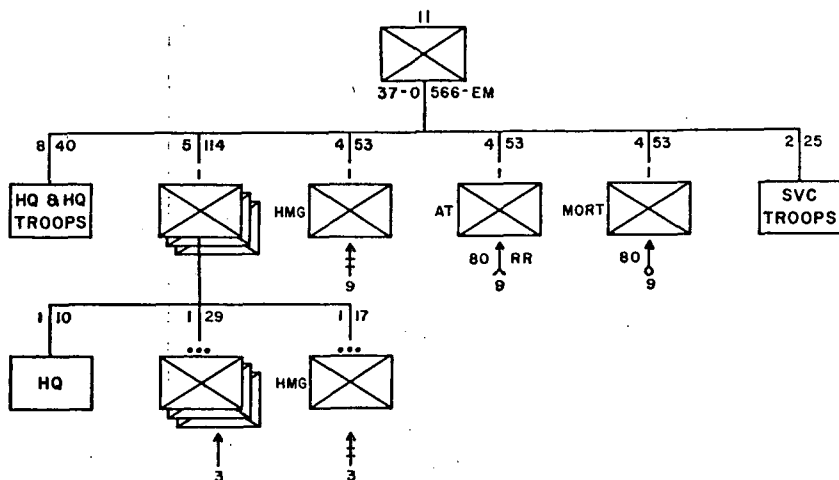 11
37-0 566-EM
8 40
5 114
4 53
4 53
4 53
2 25
HQ & HQ
TROOPS
HMG
AT
MORT
SVC
TROOPS
9
80 RR
9
80
9
1 10
1 29
1 17
HQ
HMG
3
3